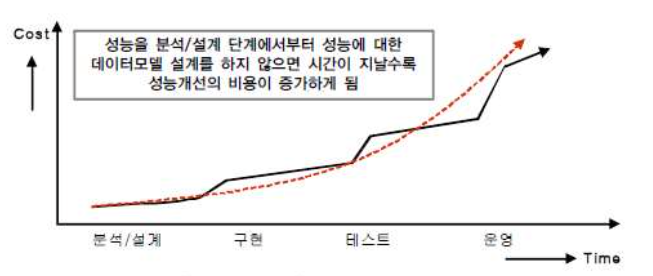 Cost
성능을 분석/설계 단계에서부터 성능에 대한
데이터모델 설계를 하지 않으면 시간이 지날수록
성능개선의 비용이 증가하게 됨
분석/설계 구현 테스트 운영
Time